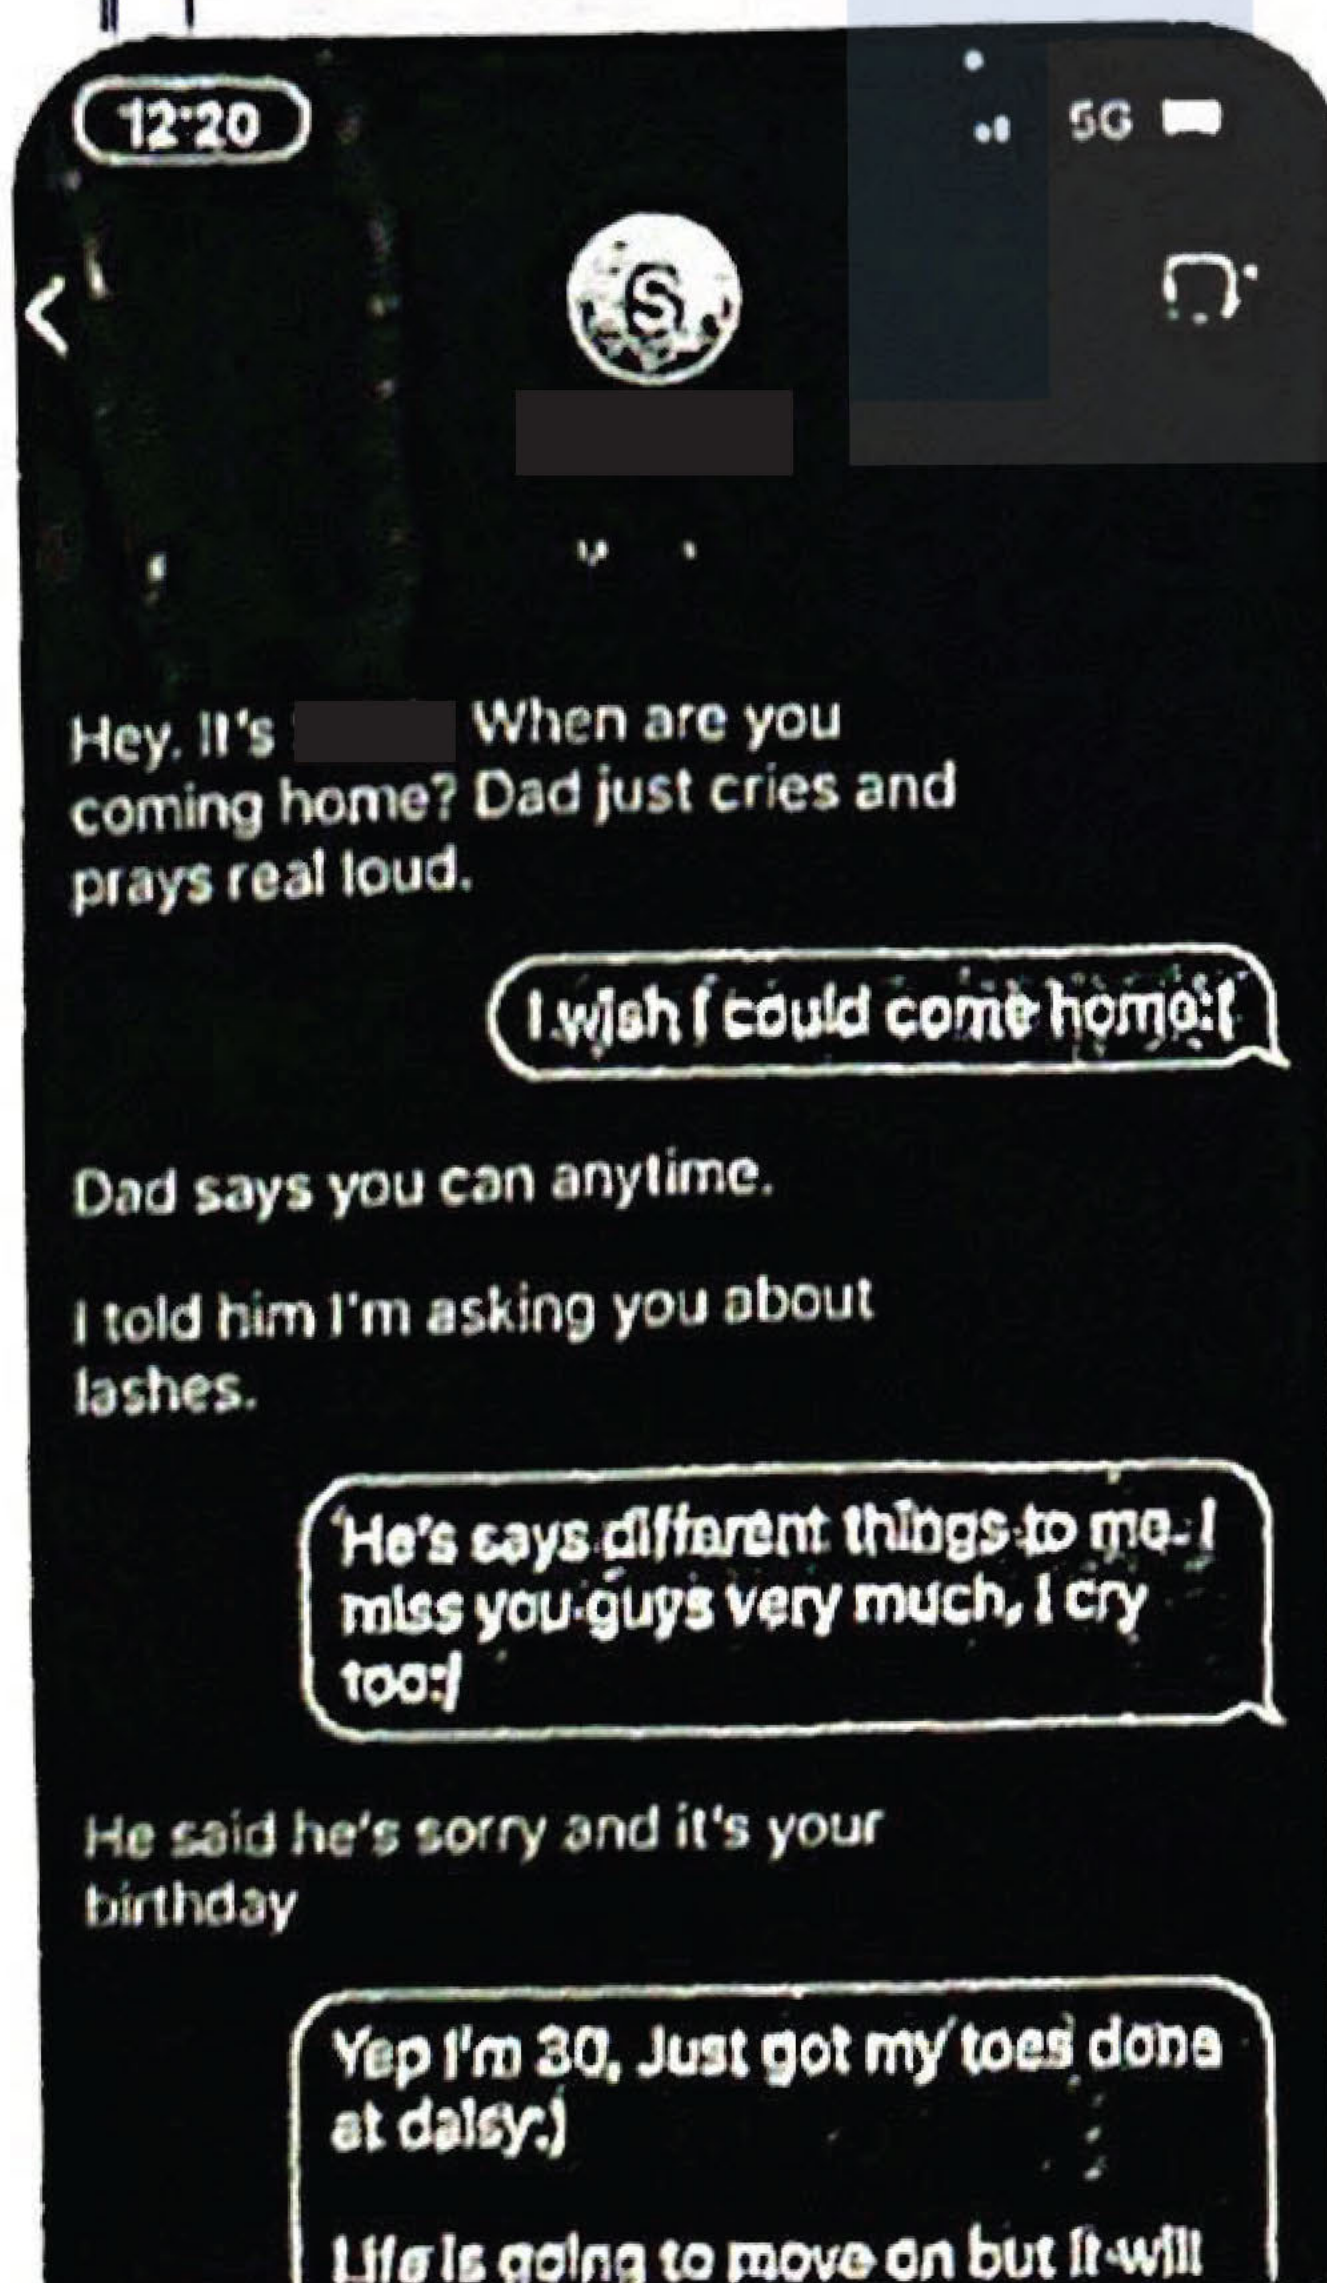 12:20
5G
S
Hey. It's When are you
coming home? Dad just cries and
prays real loud.
I wish I could come home:(
Dad says you can anytime.
I told him I'm asking you about
lashes.
He's says different things to me. I
miss you guys very much, I cry
too:/
He said he's sorry and it's your
birthday
Yep I'm 30, Just got my toes done
at daisy:)
Life is going to move on but it will